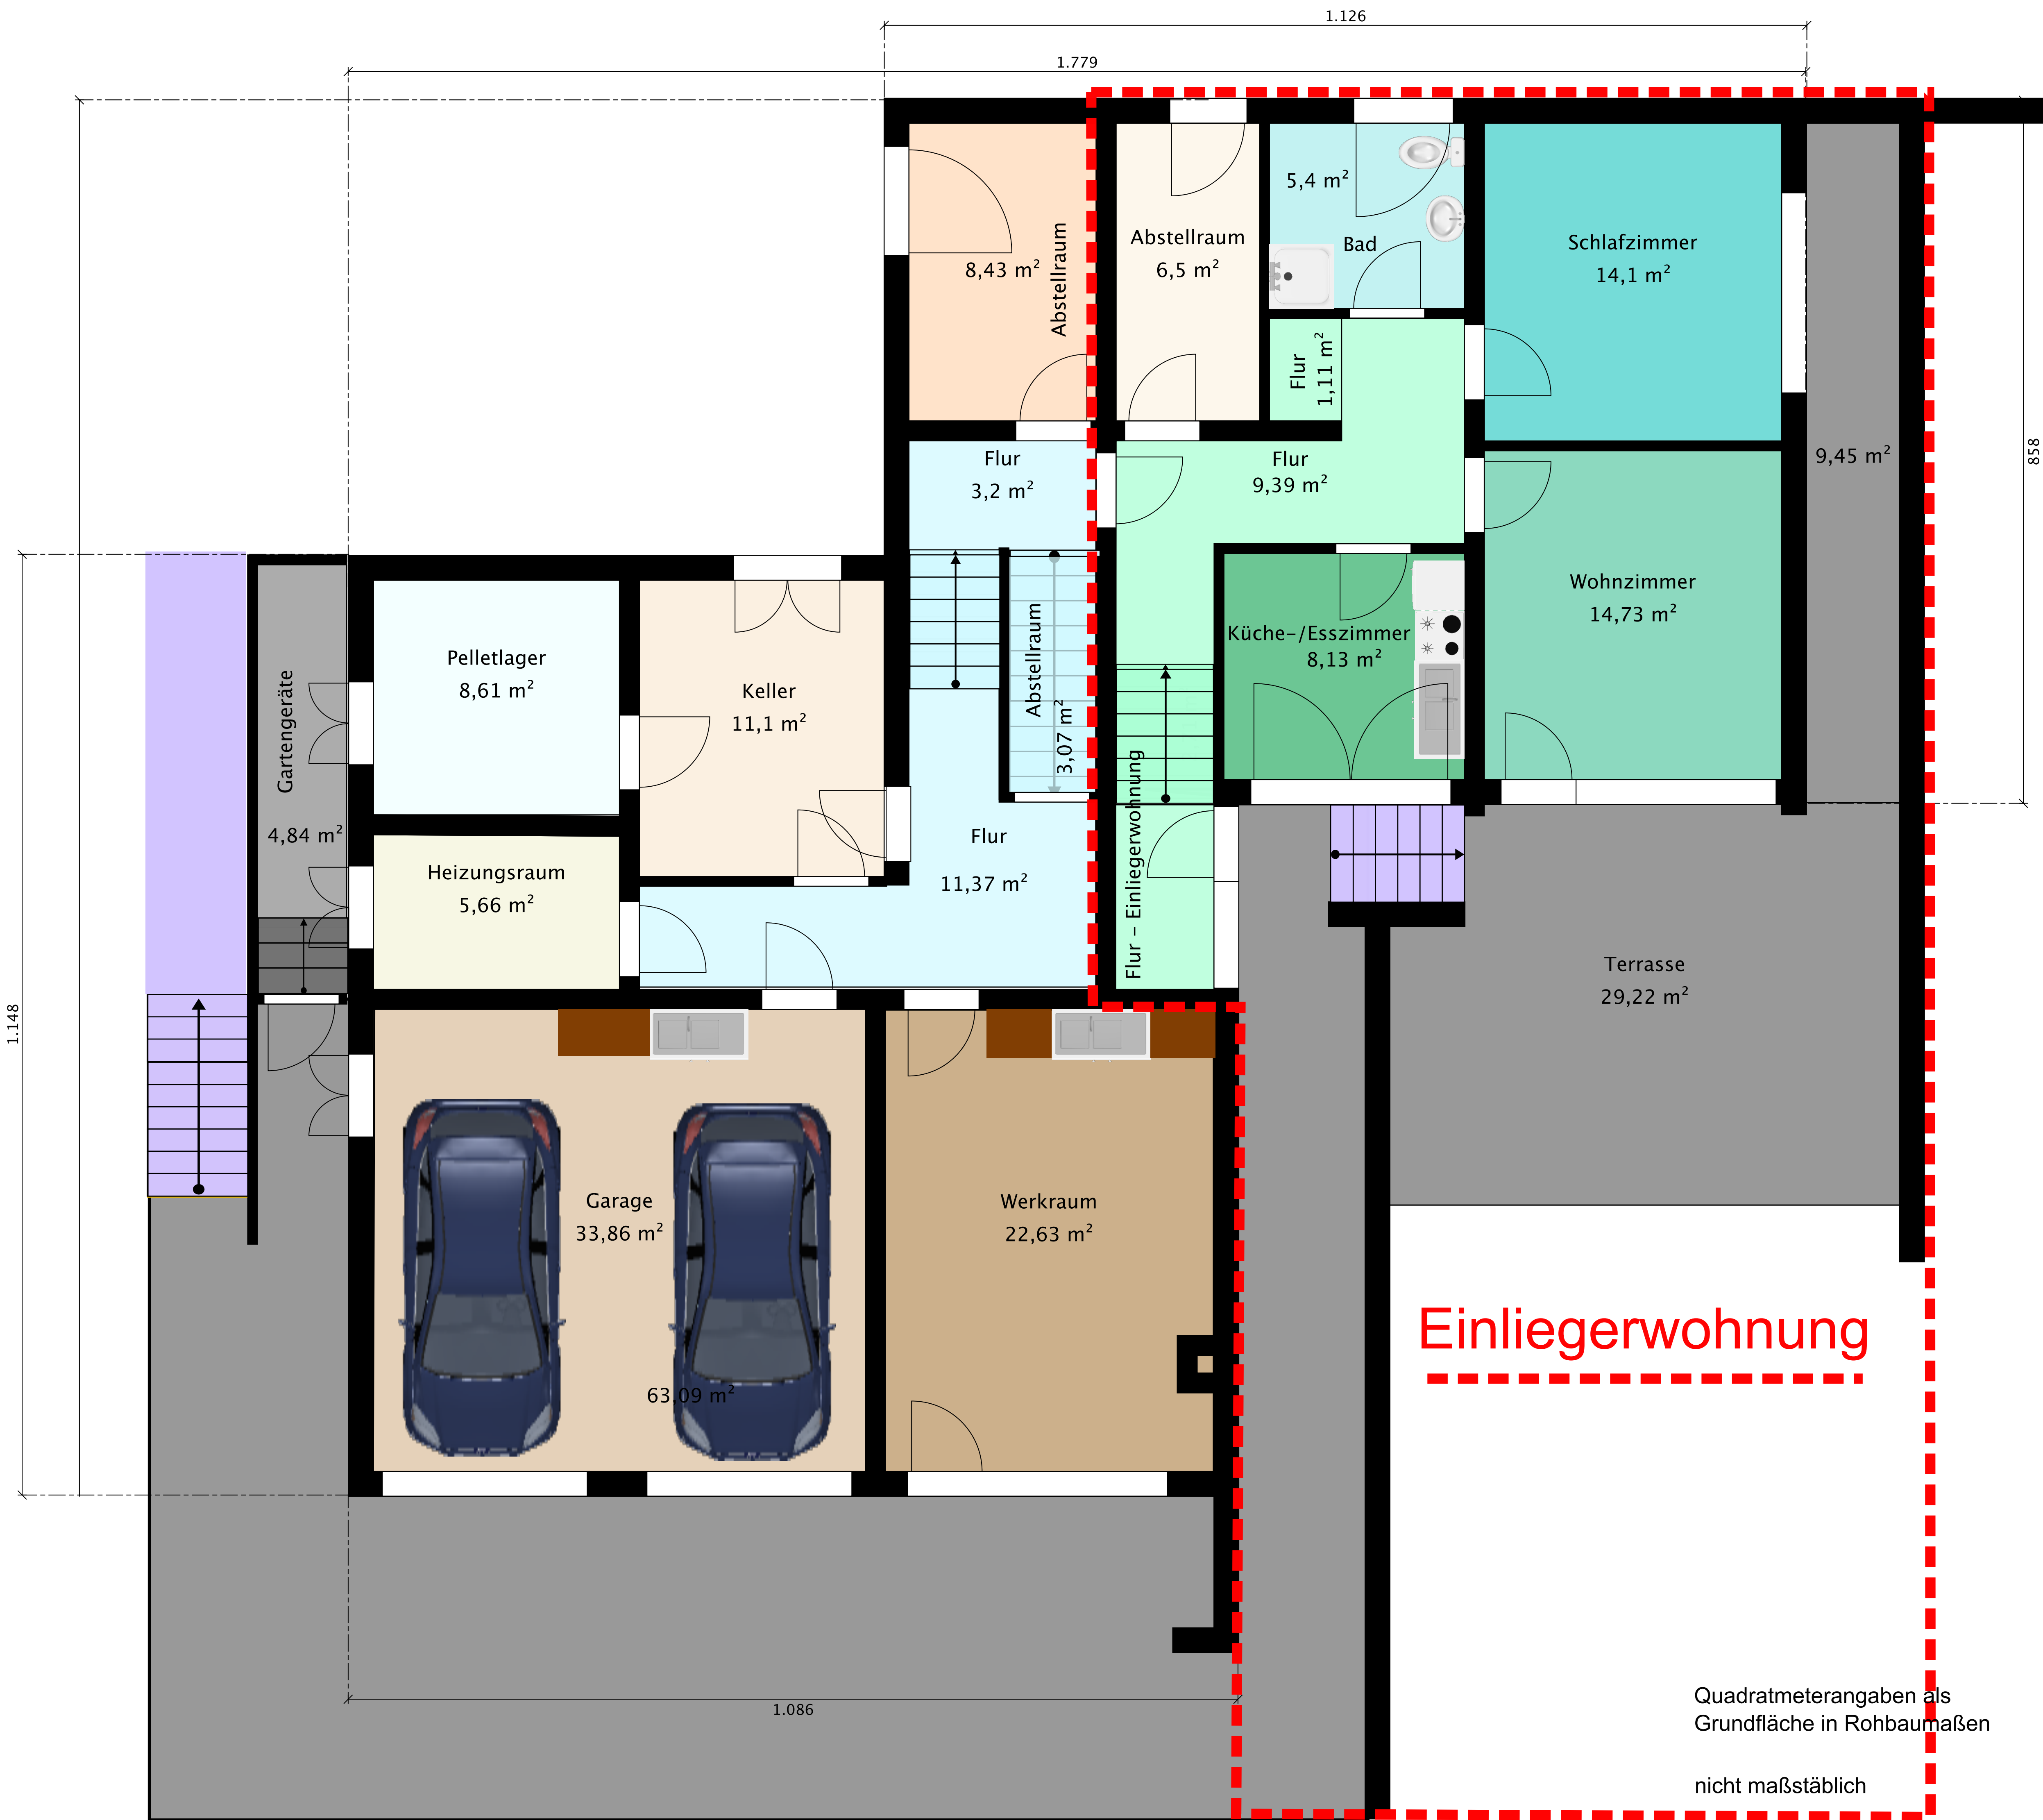 1.126
1.779
5,4 m²
Bad
Abstellraum
6,5 m²
Schlafzimmer
14,1 m²
8,43 m²
Abstellraum
Flur
1,11 m²
858
9,45 m²
Flur
3,2 m²
Flur
9,39 m²
Wohnzimmer
14,73 m²
Küche-/Esszimmer
8,13 m²
Abstellraum
3,07 m²
Pelletlager
8,61 m²
Keller
11,1 m²
Gartengeräte
4,84 m²
Flur
11,37 m²
Flur - Einliegerwohnung
Heizungsraum
5,66 m²
Terrasse
29,22 m²
1.148
Garage
33,86 m²
63,09 m²
Werkraum
22,63 m²
Einliegerwohnung
1.086
Quadratmeterangaben als
Grundfläche in Rohbaumaßen
nicht maßstäblich